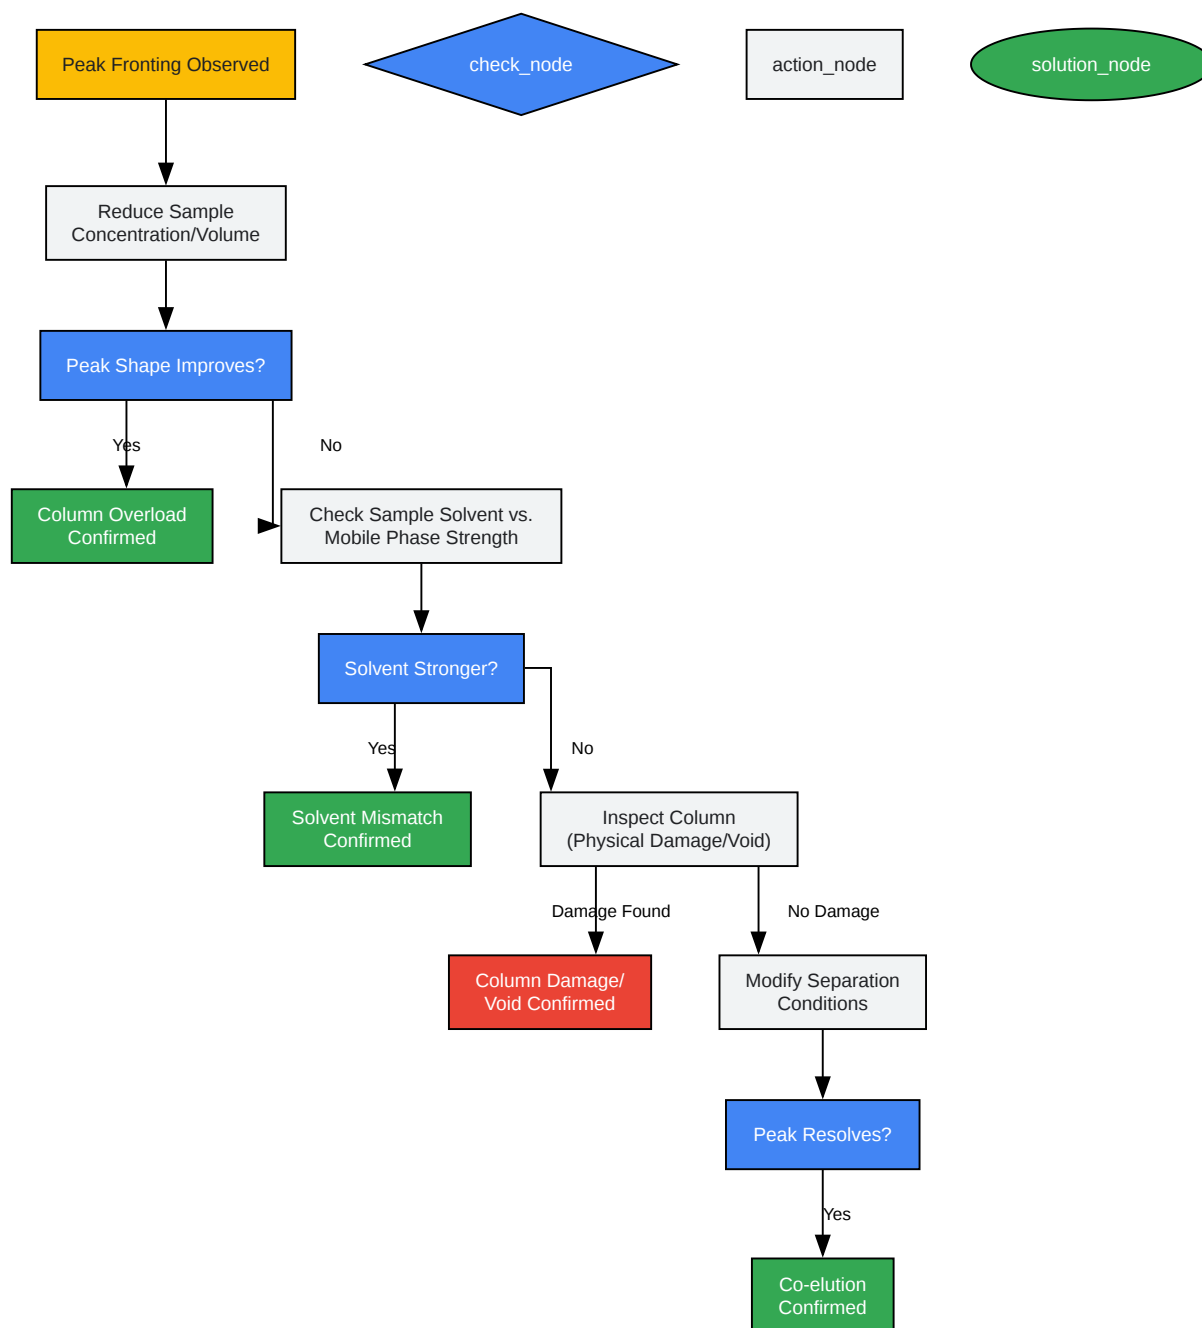 Peak Fronting Observed
check_node
action_node
solution_node
Reduce Sample
Concentration/Volume
Peak Shape Improves?
Yes
No
Column Overload
Confirmed
Check Sample Solvent vs.
Mobile Phase Strength
Solvent Stronger?
Yes
No
Solvent Mismatch
Confirmed
Inspect Column
(Physical Damage/Void)
Damage Found
No Damage
Column Damage/
Void Confirmed
Modify Separation
Conditions
Peak Resolves?
Yes
Co-elution
Confirmed